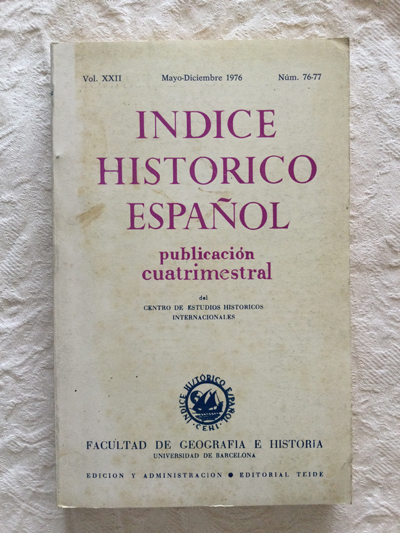 Vol. XXII Mayo-Diciembre 1976 Núm. 76-77
INDICE
HISTORICO
ESPAÑOL
publicación
cuatrimestral
del
CENTRO DE ESTUDIOS HISTORICOS
INTERNACIONALES
INDICE HISTÓRICO ESPAÑOL
C.E.H.I.
FACULTAD DE GEOGRAFIA E HISTORIA
UNIVERSIDAD DE BARCELONA
EDICION Y ADMINISTRACION ● EDITORIAL TEIDE